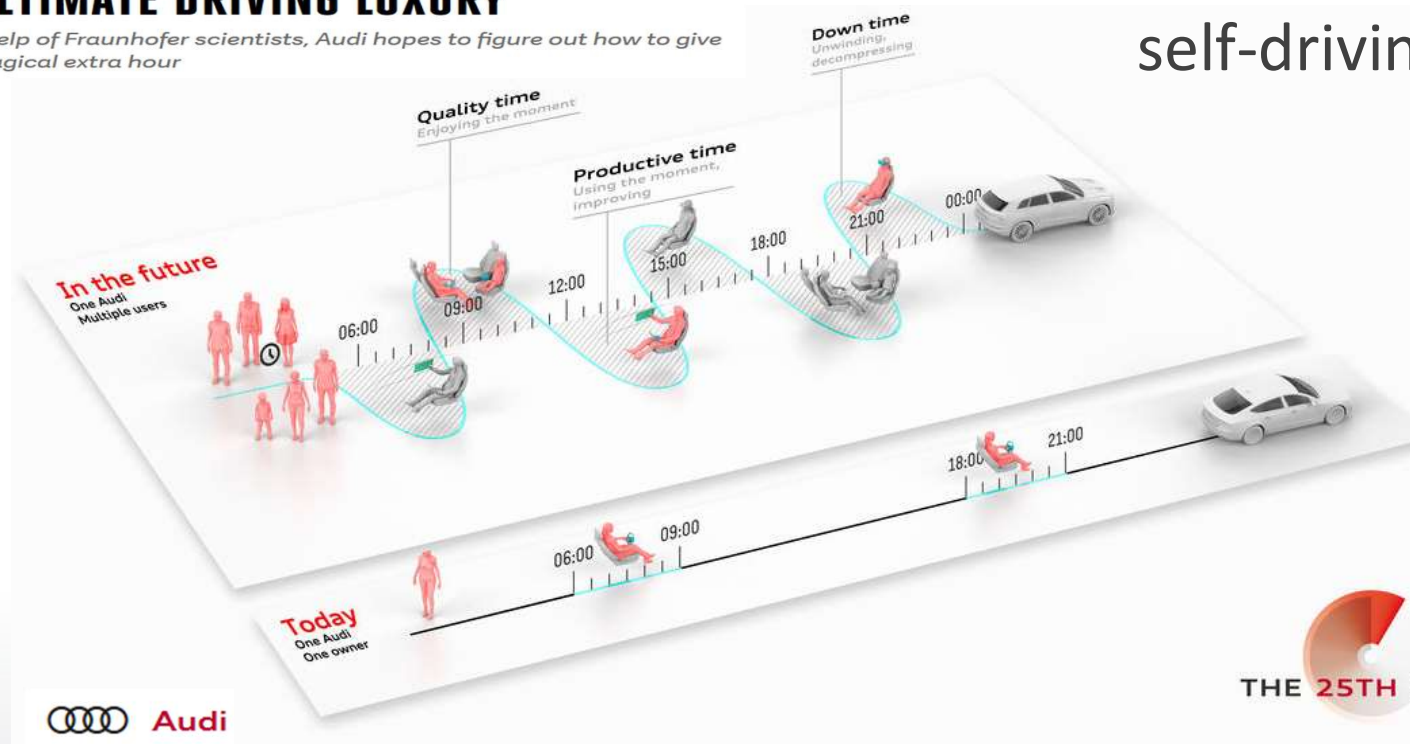 LTIMATE DRIVING LUXURY
elp of Fraunhofer scientists, Audi hopes to figure out how to give
gical extra hour
self-drivin
Down time
Unwinding,
decompressing
Quality time
Enjoying the moment
Productive time
Using the moment,
improving
In the future
One Audi
Multiple users
06:00
09:00
12:00
15:00
18:00
21:00
00:00
Today
One Audi
One owner
06:00
09:00
18:00
21:00
THE 25TH
Audi